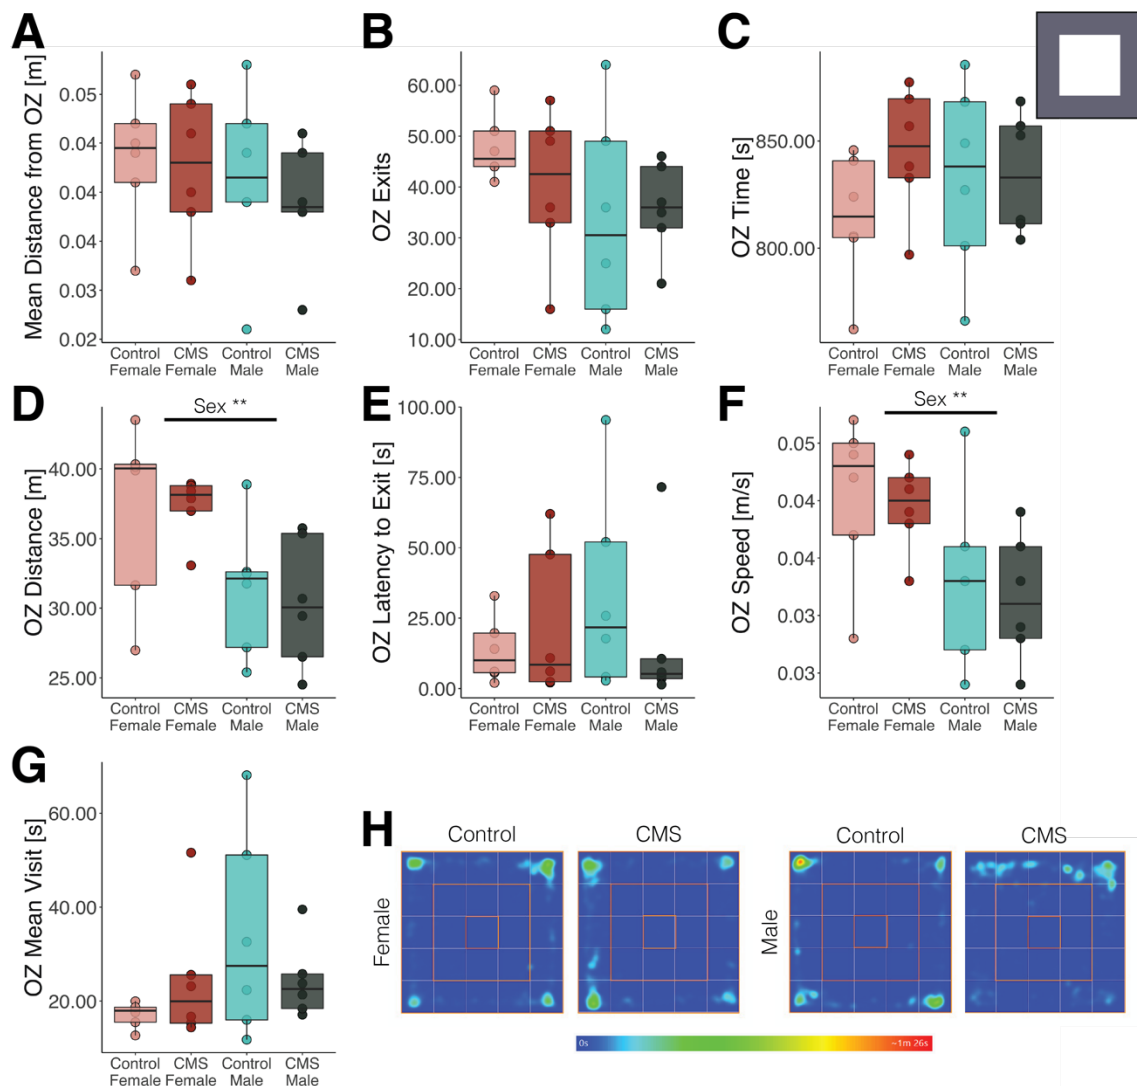 A
B
C
Mean Distance from OZ [m]
0.05
0.04
0.04
0.04
0.03
0.02
Control Female
CMS Female
Control Male
CMS Male
OZ Exits
60.00
50.00
40.00
30.00
20.00
10.00
Control Female
CMS Female
Control Male
CMS Male
OZ Time [s]
850.00
800.00
Control Female
CMS Female
Control Male
CMS Male
D
Sex **
OZ Distance [m]
40.00
35.00
30.00
25.00
Control Female
CMS Female
Control Male
CMS Male
E
OZ Latency to Exit [s]
100.00
75.00
50.00
25.00
0.00
Control Female
CMS Female
Control Male
CMS Male
F
Sex **
OZ Speed [m/s]
0.05
0.04
0.04
0.03
0.03
Control Female
CMS Female
Control Male
CMS Male
G
OZ Mean Visit [s]
60.00
40.00
20.00
Control Female
CMS Female
Control Male
CMS Male
H
Control
CMS
Control
CMS
Female
Male
0s
~1m 26s